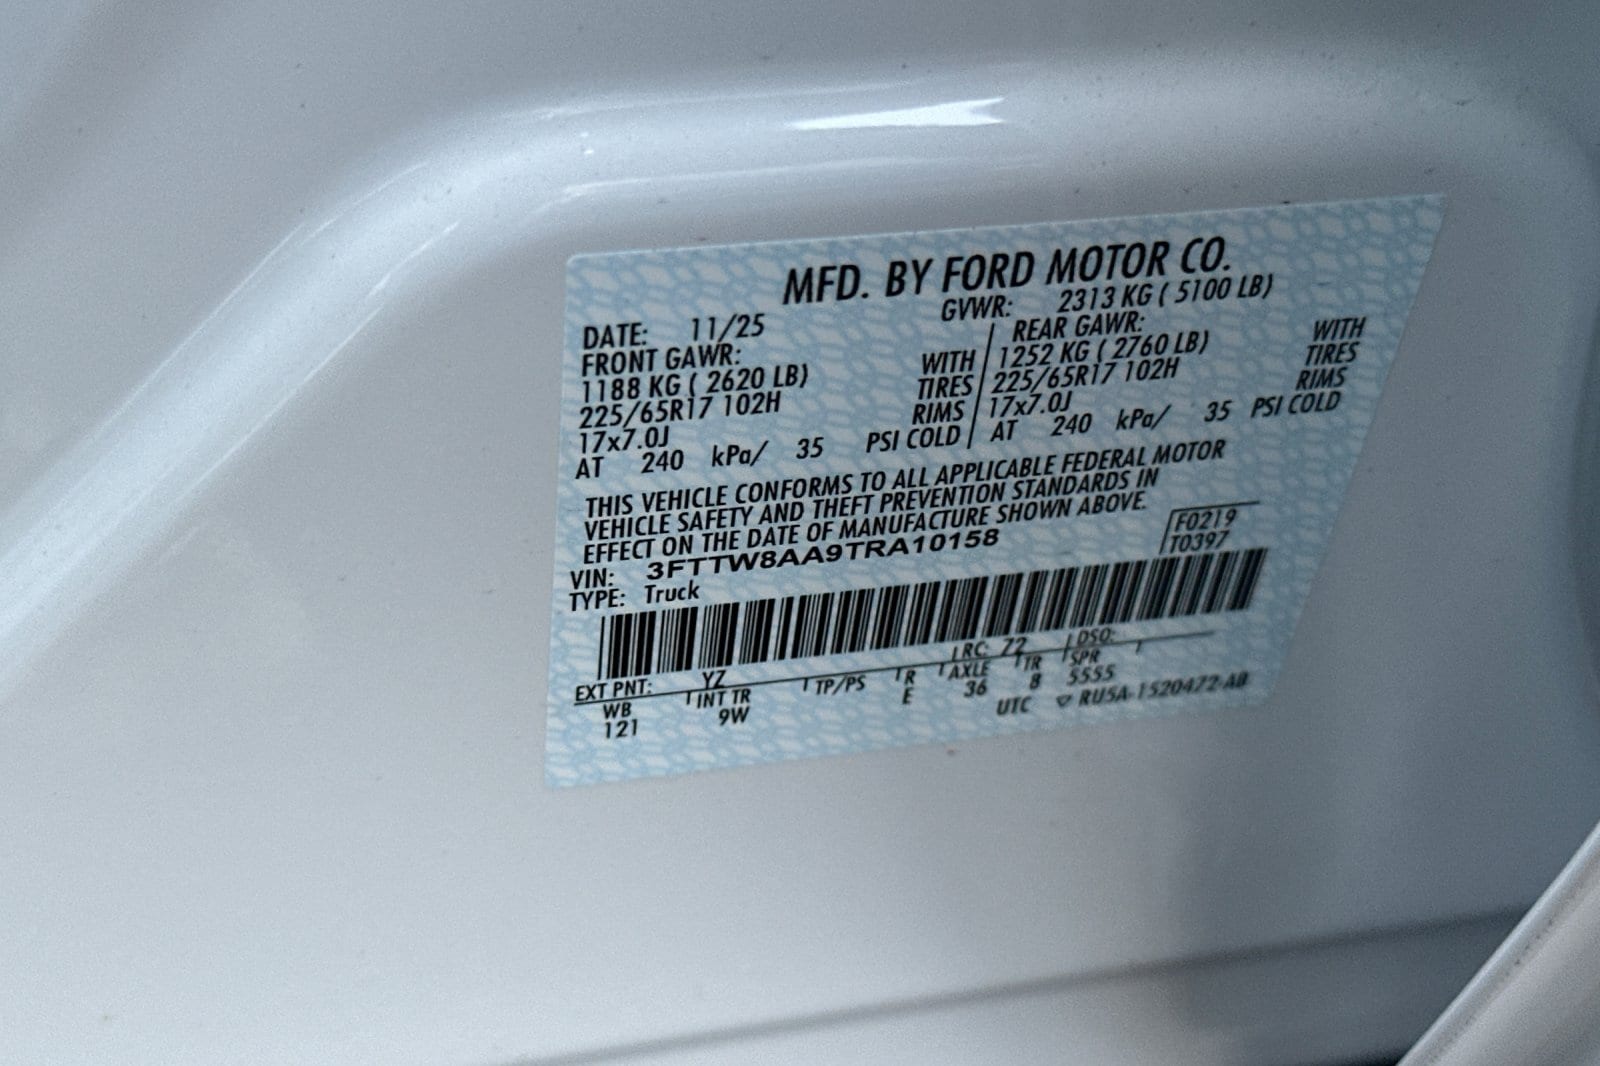 MFD. BY FORD MOTOR CO.
DATE: 11/25 GVWR: 2313 KG ( 5100 LB)
FRONT GAWR: REAR GAWR:
1188 KG ( 2620 LB) WITH 1252 KG ( 2760 LB) WITH
225/65R17 102H TIRES 225/65R17 102H TIRES
17x7.0J RIMS 17x7.0J RIMS
AT 240 kPa/ 35 PSI COLD AT 240 kPa/ 35 PSI COLD
THIS VEHICLE CONFORMS TO ALL APPLICABLE FEDERAL MOTOR
VEHICLE SAFETY AND THEFT PREVENTION STANDARDS IN
EFFECT ON THE DATE OF MANUFACTURE SHOWN ABOVE.
VIN: 3FTTW8AA9TRA10158 F0219
TYPE: Truck T0397
EXT PNT: YZ RC: 72 DSO:
WB INT TR TP/PS R AXLE TR SPR
121 9W E 36 8 5555
UTC ▽ RU5A-1520472-AB